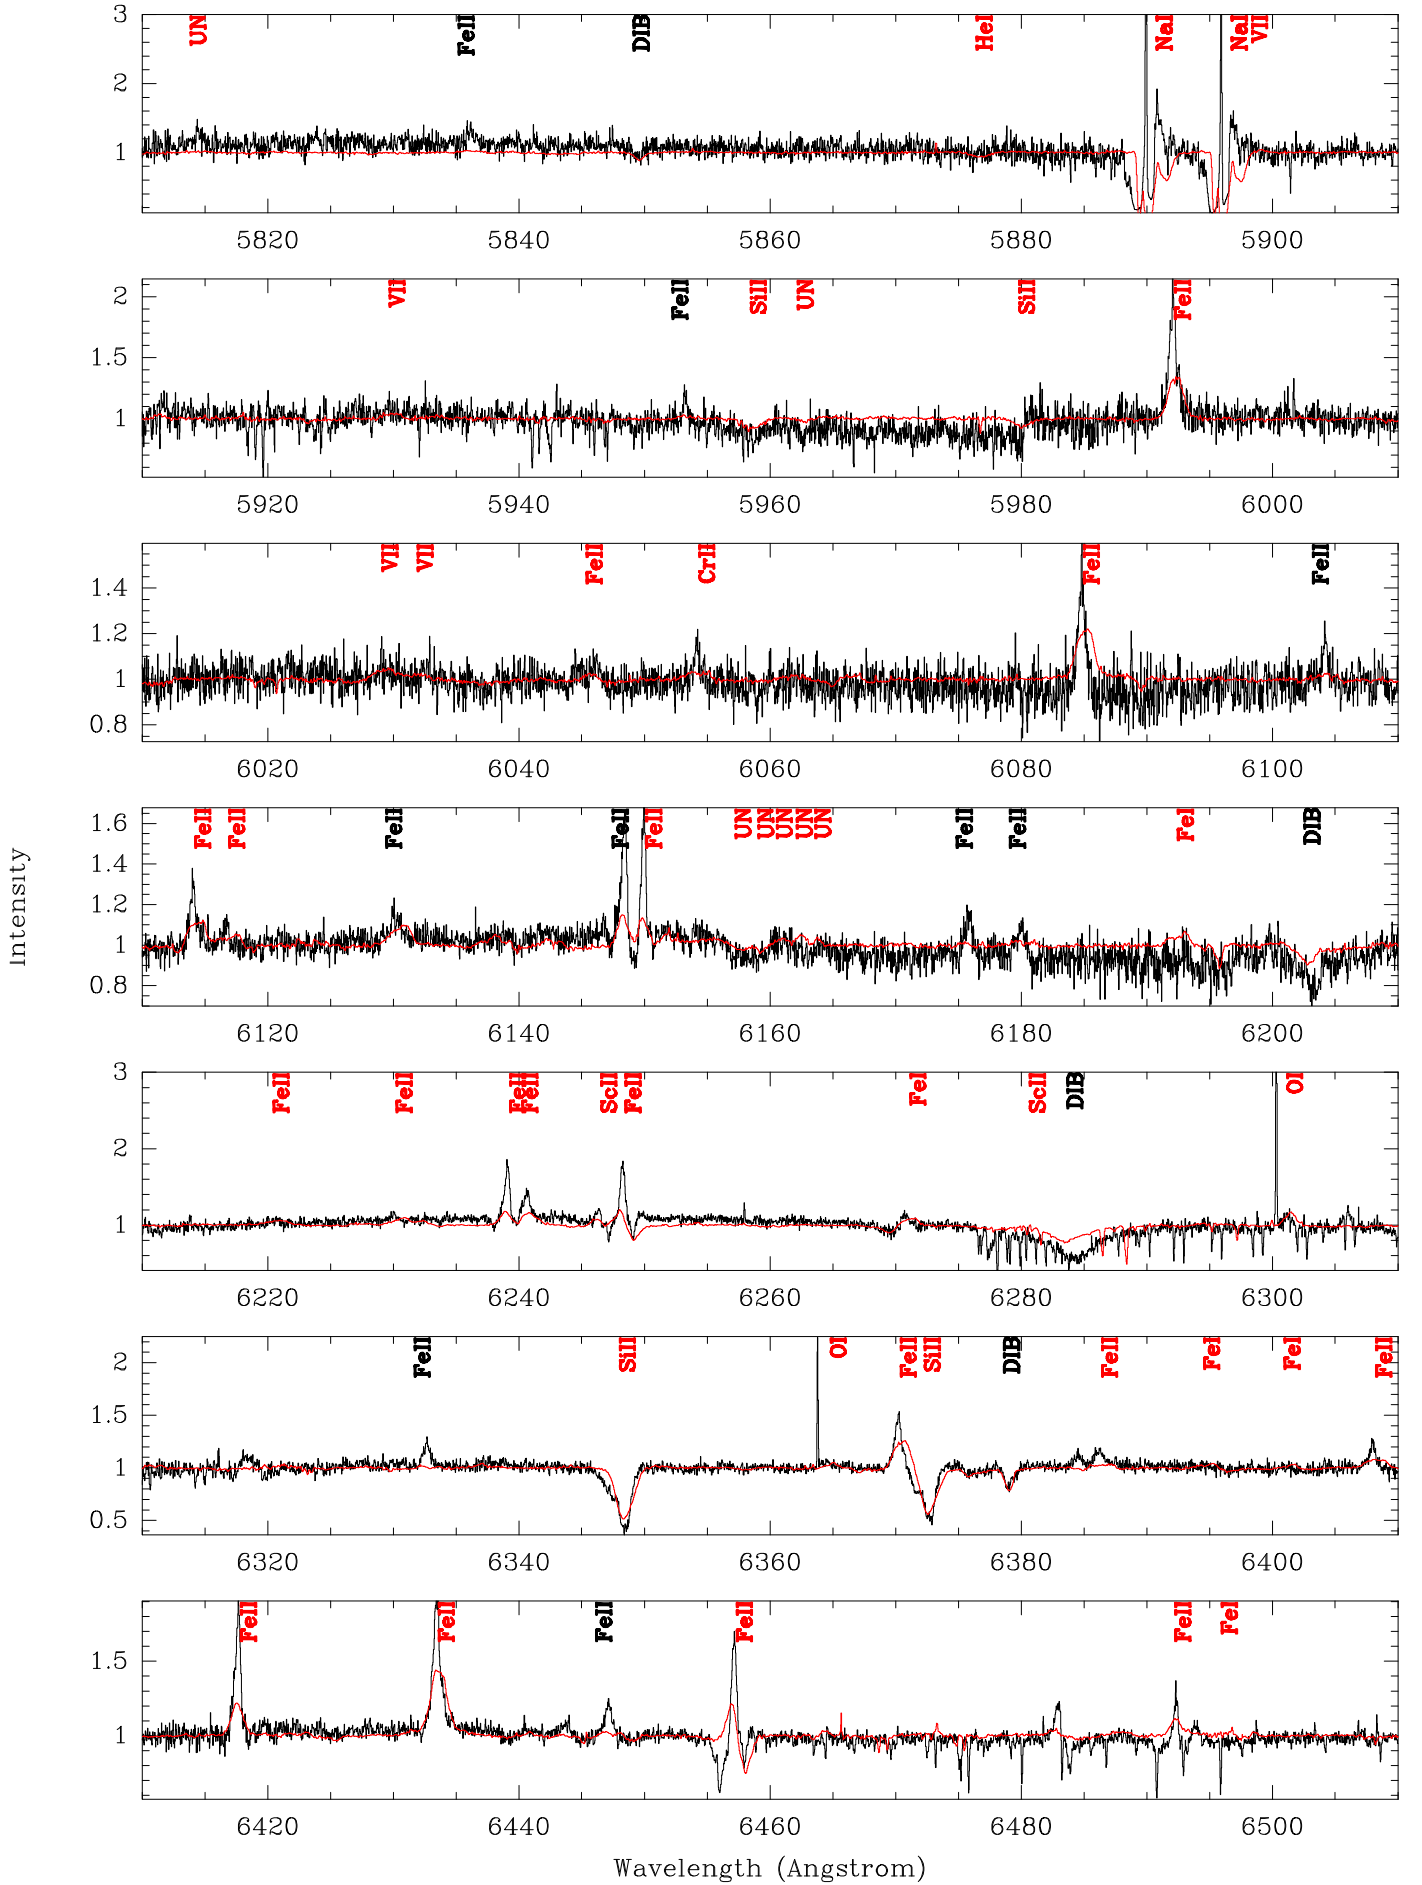 UN FeII DIB HeI NaI NaI VII
3
2
1
5820 5840 5860 5880 5900
VII FeII SiII UN SiII FeII
2
1.5
1
5920 5940 5960 5980 6000
VII VII FeII CrII FeII FeII
1.4
1.2
1
0.8
6020 6040 6060 6080 6100
FeII FeII FeII FeII FeII UN UN UN UN UN FeII FeII FeI DIB
1.6
1.4
1.2
1
0.8
6120 6140 6160 6180 6200
Intensity
FeII FeII FeII FeII ScII FeII FeI ScII DIB OI
3
2
1
6220 6240 6260 6280 6300
FeII SiII OI FeII SiII DIB FeII FeI FeI FeII
2
1.5
1
0.5
6320 6340 6360 6380 6400
FeII FeII FeII FeII FeII FeI
1.5
1
6420 6440 6460 6480 6500
Wavelength (Angstrom)